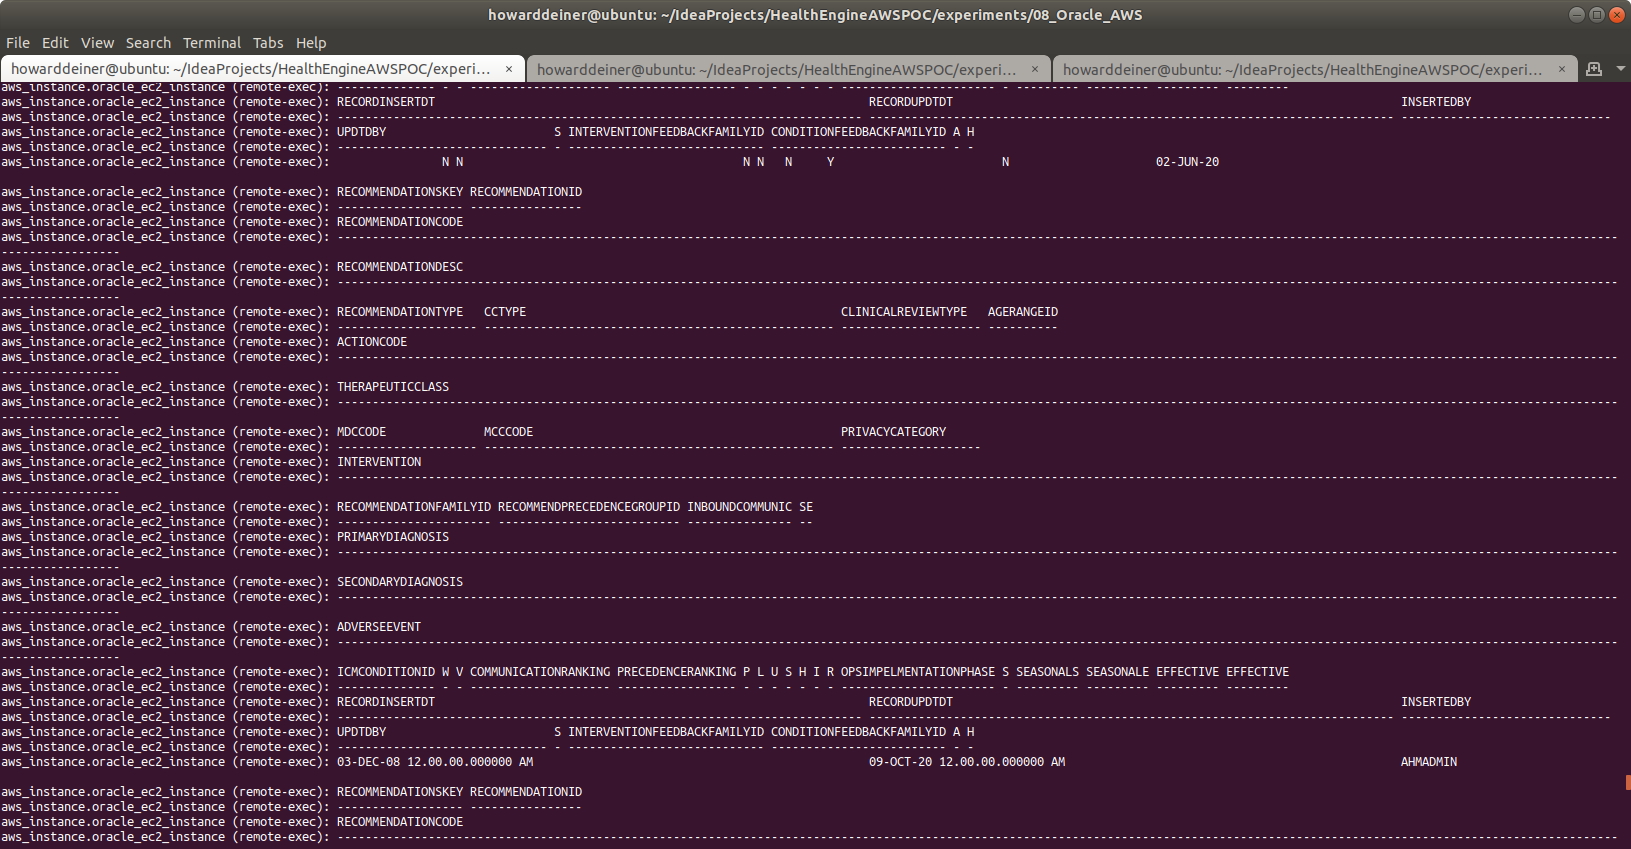 howarddeiner@ubuntu: ~/IdeaProjects/HealthEngineAWSPOC/experiments/08_Oracle_AWS
File Edit View Search Terminal Tabs Help
howarddeiner@ubuntu: ~/IdeaProjects/HealthEngineAWSPOC/experi... × howarddeiner@ubuntu: ~/IdeaProjects/HealthEngineAWSPOC/experi... × howarddeiner@ubuntu: ~/IdeaProjects/HealthEngineAWSPOC/experi... ×
aws_instance.oracle_ec2_instance (remote-exec): --------------- - - -------------------- ----------------- - - - - - - - ---------------------- - --------- --------- --------- ---------
aws_instance.oracle_ec2_instance (remote-exec): RECORDINSERTDT RECORDUPDTDT INSERTEDBY
aws_instance.oracle_ec2_instance (remote-exec): --------------------------------------------------------------------------- --------------------------------------------------------------------------- ------------------------------
aws_instance.oracle_ec2_instance (remote-exec): UPDTDBY S INTERVENTIONFEEDBACKFAMILYID CONDITIONFEEDBACKFAMILYID A H
aws_instance.oracle_ec2_instance (remote-exec): ------------------------------ - ---------------------------- ------------------------- - -
aws_instance.oracle_ec2_instance (remote-exec): N N N N N Y N 02-JUN-20
aws_instance.oracle_ec2_instance (remote-exec): RECOMMENDATIONSKEY RECOMMENDATIONID
aws_instance.oracle_ec2_instance (remote-exec): ------------------ ----------------
aws_instance.oracle_ec2_instance (remote-exec): RECOMMENDATIONCODE
aws_instance.oracle_ec2_instance (remote-exec): ----------------------------------------
-----------------
aws_instance.oracle_ec2_instance (remote-exec): RECOMMENDATIONDESC
aws_instance.oracle_ec2_instance (remote-exec): ----------------------------------------
-----------------
aws_instance.oracle_ec2_instance (remote-exec): RECOMMENDATIONTYPE CCTYPE CLINICALREVIEWTYPE AGERANGEID
aws_instance.oracle_ec2_instance (remote-exec): -------------------- -------------------------------------------------- -------------------- ----------
aws_instance.oracle_ec2_instance (remote-exec): ACTIONCODE
aws_instance.oracle_ec2_instance (remote-exec): ----------------------------------------
-----------------
aws_instance.oracle_ec2_instance (remote-exec): THERAPEUTICCLASS
aws_instance.oracle_ec2_instance (remote-exec): ----------------------------------------
-----------------
aws_instance.oracle_ec2_instance (remote-exec): MDCCODE MCCCODE PRIVACYCATEGORY
aws_instance.oracle_ec2_instance (remote-exec): -------------------- -------------------------------------------------- --------------------
aws_instance.oracle_ec2_instance (remote-exec): INTERVENTION
aws_instance.oracle_ec2_instance (remote-exec): ----------------------------------------
-----------------
aws_instance.oracle_ec2_instance (remote-exec): RECOMMENDATIONFAMILYID RECOMMENDPRECEDENCEGROUPID INBOUNDCOMMUNIC SE
aws_instance.oracle_ec2_instance (remote-exec): ---------------------- -------------------------- --------------- --
aws_instance.oracle_ec2_instance (remote-exec): PRIMARYDIAGNOSIS
aws_instance.oracle_ec2_instance (remote-exec): ----------------------------------------
-----------------
aws_instance.oracle_ec2_instance (remote-exec): SECONDARYDIAGNOSIS
aws_instance.oracle_ec2_instance (remote-exec): ----------------------------------------
-----------------
aws_instance.oracle_ec2_instance (remote-exec): ADVERSEEVENT
aws_instance.oracle_ec2_instance (remote-exec): ----------------------------------------
-----------------
aws_instance.oracle_ec2_instance (remote-exec): ICMCONDITIONID W V COMMUNICATIONRANKING PRECEDENCERANKING P L U S H I R OPSIMPELMENTATIONPHASE S SEASONALS SEASONALE EFFECTIVE EFFECTIVE
aws_instance.oracle_ec2_instance (remote-exec): -------------- - - -------------------- ----------------- - - - - - - - ---------------------- - --------- --------- --------- ---------
aws_instance.oracle_ec2_instance (remote-exec): RECORDINSERTDT RECORDUPDTDT INSERTEDBY
aws_instance.oracle_ec2_instance (remote-exec): --------------------------------------------------------------------------- --------------------------------------------------------------------------- ------------------------------
aws_instance.oracle_ec2_instance (remote-exec): UPDTDBY S INTERVENTIONFEEDBACKFAMILYID CONDITIONFEEDBACKFAMILYID A H
aws_instance.oracle_ec2_instance (remote-exec): ------------------------------ - ---------------------------- ------------------------- - -
aws_instance.oracle_ec2_instance (remote-exec): 03-DEC-08 12.00.00.000000 AM 09-OCT-20 12.00.00.000000 AM AHMADMIN
aws_instance.oracle_ec2_instance (remote-exec): RECOMMENDATIONSKEY RECOMMENDATIONID
aws_instance.oracle_ec2_instance (remote-exec): ------------------ ----------------
aws_instance.oracle_ec2_instance (remote-exec): RECOMMENDATIONCODE
aws_instance.oracle_ec2_instance (remote-exec): ----------------------------------------